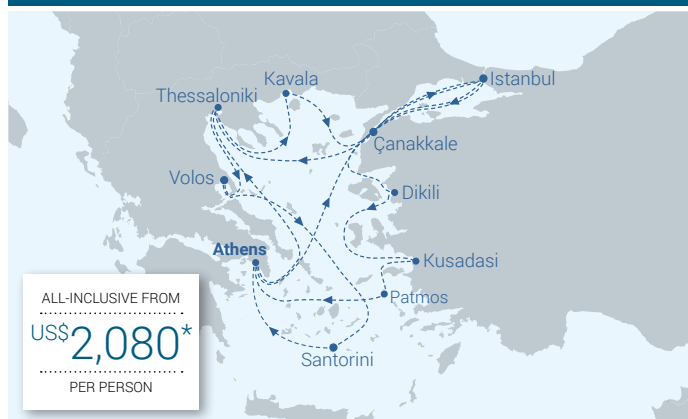 Kavala
Istanbul
Thessaloniki
Çanakkale
Volos
Dikili
Athens
Kusadasi
Patmos
Santorini
ALL-INCLUSIVE FROM
US$2,080*
PER PERSON